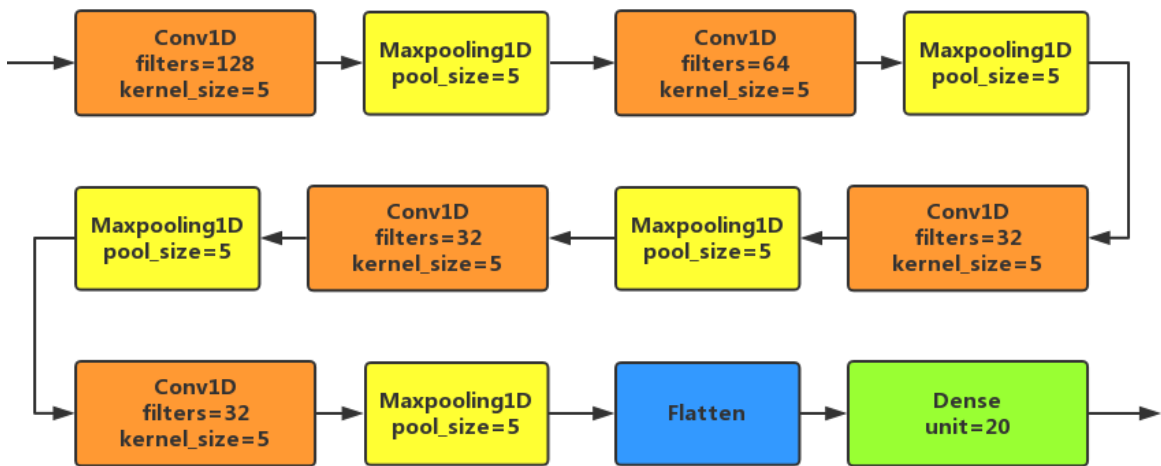 Conv1D
filters=128
kernel_size=5
Maxpooling1D
pool_size=5
Conv1D
filters=64
kernel_size=5
Maxpooling1D
pool_size=5
Conv1D
filters=32
kernel_size=5
Maxpooling1D
pool_size=5
Conv1D
filters=32
kernel_size=5
Maxpooling1D
pool_size=5
Conv1D
filters=32
kernel_size=5
Maxpooling1D
pool_size=5
Flatten
Dense
unit=20